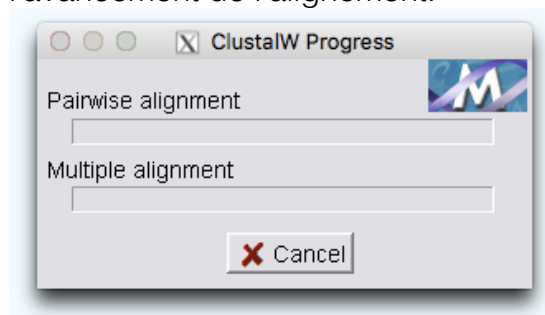 l'avancement de l'alignement.
X ClustalW Progress
M
Pairwise alignment
Multiple alignment
Cancel